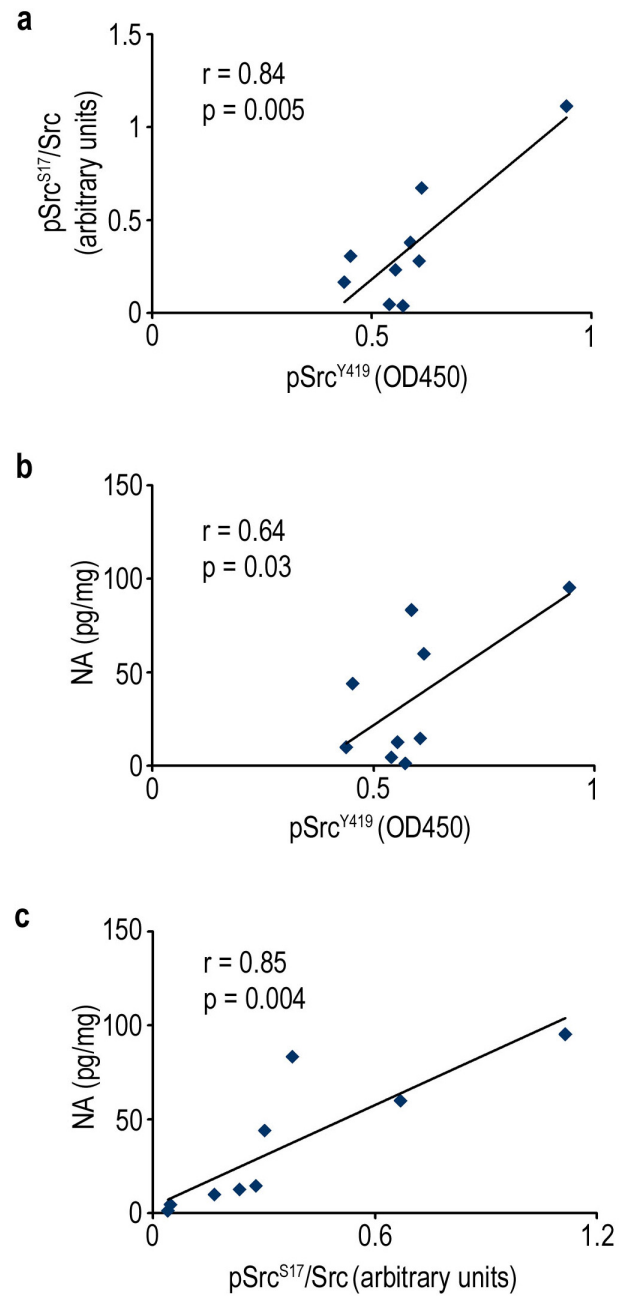 a
1.5
1
0.5
0
r = 0.84
p = 0.005
pSrcS17/Src
(arbitrary units)
0
0.5
1
pSrcY419 (OD450)
b
150
100
50
0
r = 0.64
p = 0.03
NA (pg/mg)
0
0.5
1
pSrcY419 (OD450)
c
150
100
50
0
r = 0.85
p = 0.004
NA (pg/mg)
0
0.6
1.2
pSrcS17/Src (arbitrary units)